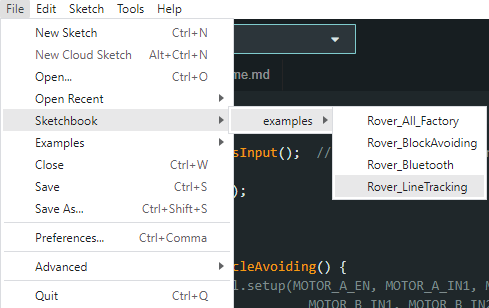 File Edit Sketch Tools Help
New Sketch Ctrl+N
New Cloud Sketch Alt+Ctrl+N
Open... Ctrl+O
Open Recent
Sketchbook
Examples
Close Ctrl+W
Save Ctrl+S
Save As... Ctrl+Shift+S
Preferences... Ctrl+Comma
Advanced
Quit Ctrl+Q
examples
Rover_All_Factory
Rover_BlockAvoiding
Rover_Bluetooth
Rover_LineTracking
me.md
sInput(); //
);
cleAvoiding() {
l.setup(MOTOR_A_EN, MOTOR_A_IN1, M
MOTOR_B_IN1, MOTOR_B_IN2